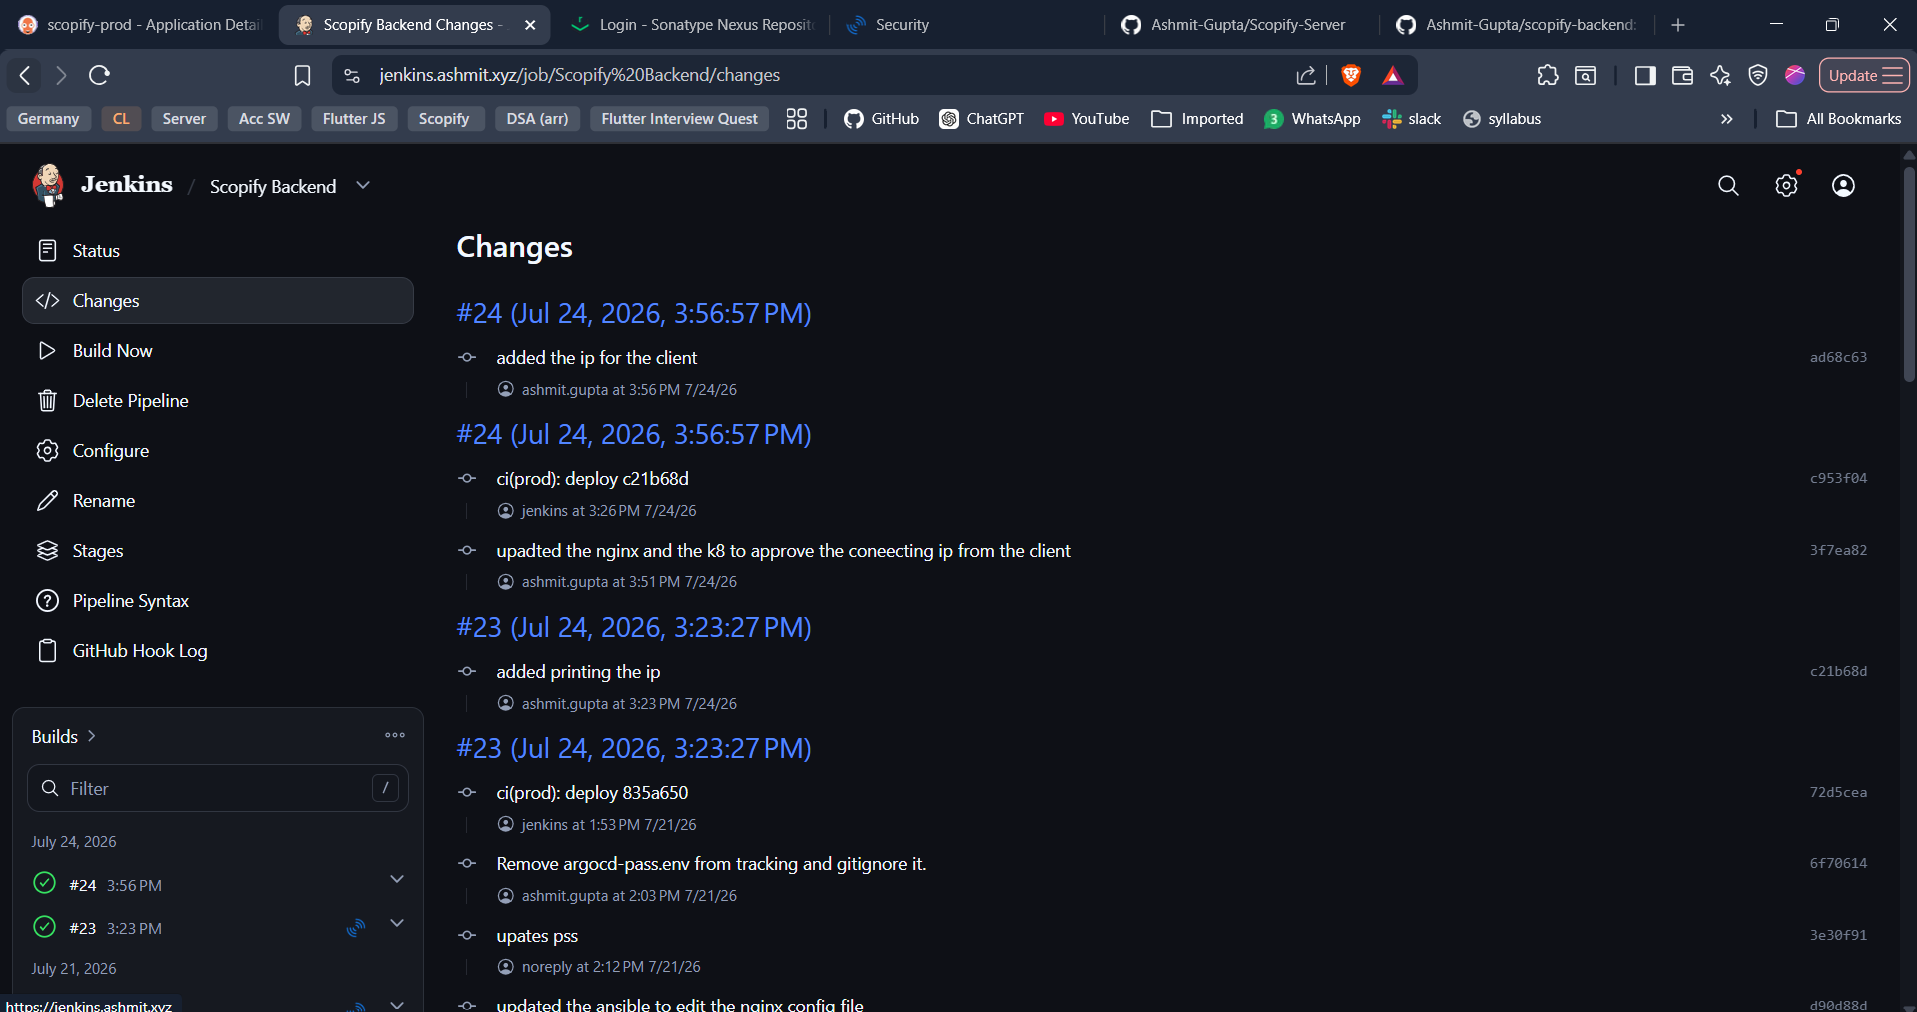 scopify-prod - Application Detail
Scopify Backend Changes -
Login - Sonatype Nexus Reposito
Security
Ashmit-Gupta/Scopify-Server
Ashmit-Gupta/scopify-backend:
jenkins.ashmit.xyz/job/Scopify%20Backend/changes
Update
Germany
CL
Server
Acc SW
Flutter JS
Scopify
DSA (arr)
Flutter Interview Quest
GitHub
ChatGPT
YouTube
Imported
3 WhatsApp
slack
syllabus
»
All Bookmarks
Jenkins / Scopify Backend
Status
Changes
Build Now
Delete Pipeline
Configure
Rename
Stages
Pipeline Syntax
GitHub Hook Log
Builds
Filter /
July 24, 2026
#24 3:56 PM
#23 3:23 PM
July 21, 2026
https://jenkins.ashmit.xyz
Changes
#24 (Jul 24, 2026, 3:56:57 PM)
added the ip for the client ad68c63
ashmit.gupta at 3:56 PM 7/24/26
#24 (Jul 24, 2026, 3:56:57 PM)
ci(prod): deploy c21b68d c953f04
jenkins at 3:26 PM 7/24/26
upadted the nginx and the k8 to approve the coneecting ip from the client 3f7ea82
ashmit.gupta at 3:51 PM 7/24/26
#23 (Jul 24, 2026, 3:23:27 PM)
added printing the ip c21b68d
ashmit.gupta at 3:23 PM 7/24/26
#23 (Jul 24, 2026, 3:23:27 PM)
ci(prod): deploy 835a650 72d5cea
jenkins at 1:53 PM 7/21/26
Remove argocd-pass.env from tracking and gitignore it. 6f70614
ashmit.gupta at 2:03 PM 7/21/26
upates pss 3e30f91
noreply at 2:12 PM 7/21/26
updated the ansible to edit the nginx config file d90d88d